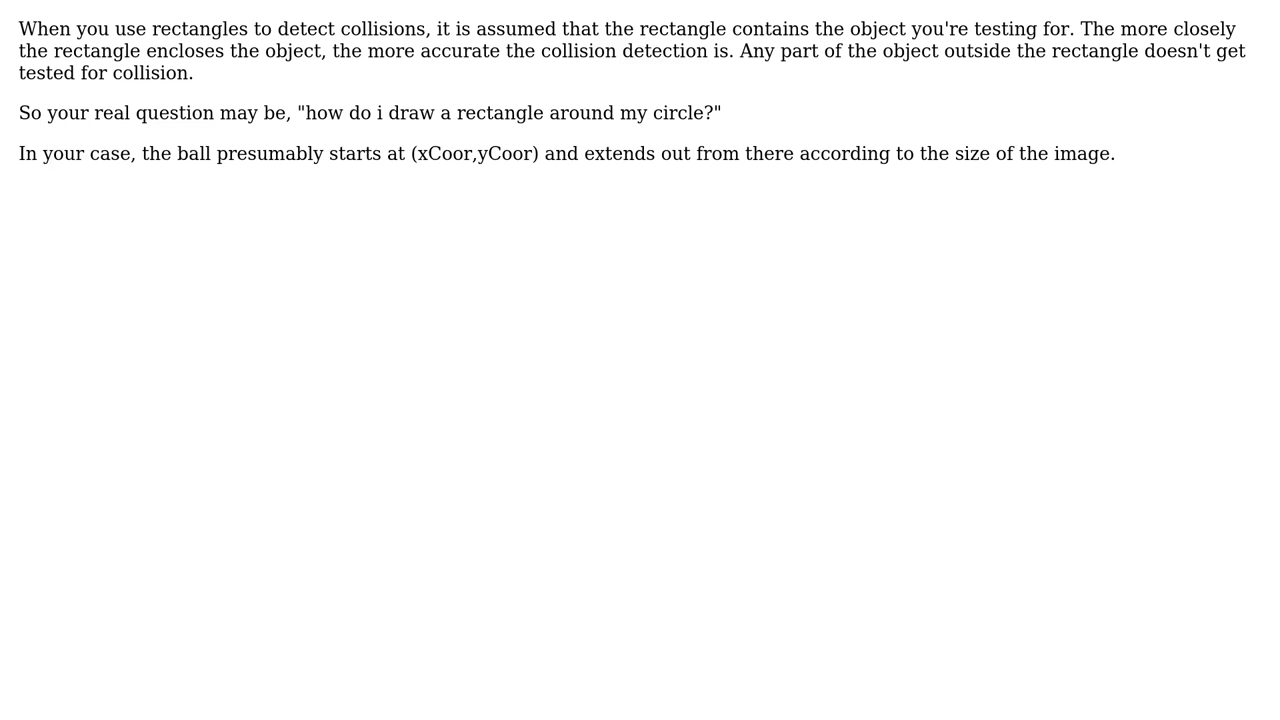 When you use rectangles to detect collisions, it is assumed that the rectangle contains the object you're testing for. The more closely
the rectangle encloses the object, the more accurate the collision detection is. Any part of the object outside the rectangle doesn't get
tested for collision.
So your real question may be, "how do i draw a rectangle around my circle?"
In your case, the ball presumably starts at (xCoor,yCoor) and extends out from there according to the size of the image.